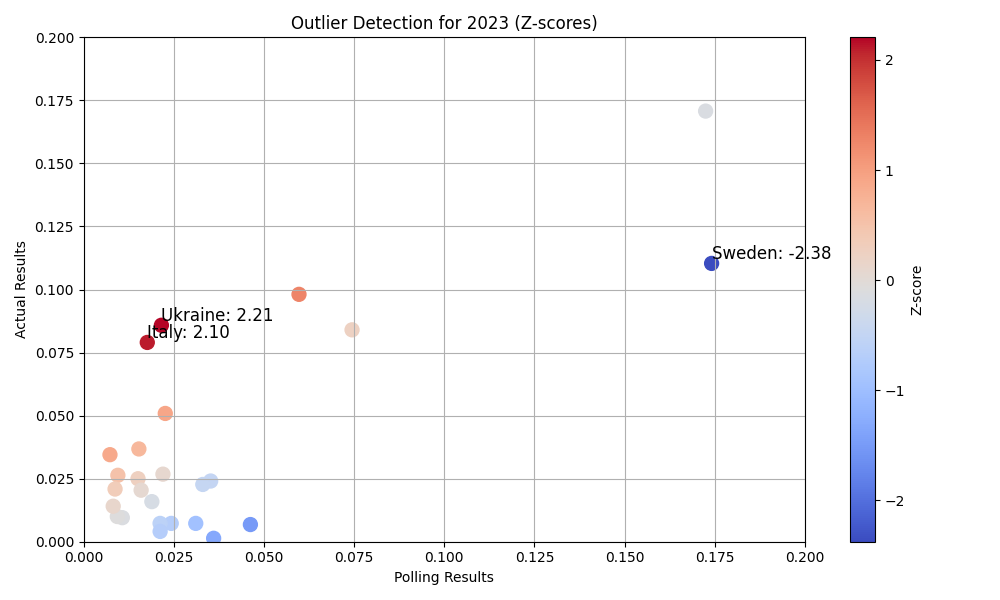 Outlier Detection for 2023 (Z-scores)
0.200
0.175
0.150
0.125
0.100
0.075
0.050
0.025
0.000
Actual Results
Sweden: -2.38
Ukraine: 2.21
Italy: 2.10
0.000 0.025 0.050 0.075 0.100 0.125 0.150 0.175 0.200
Polling Results
2
1
0
−1
−2
Z-score